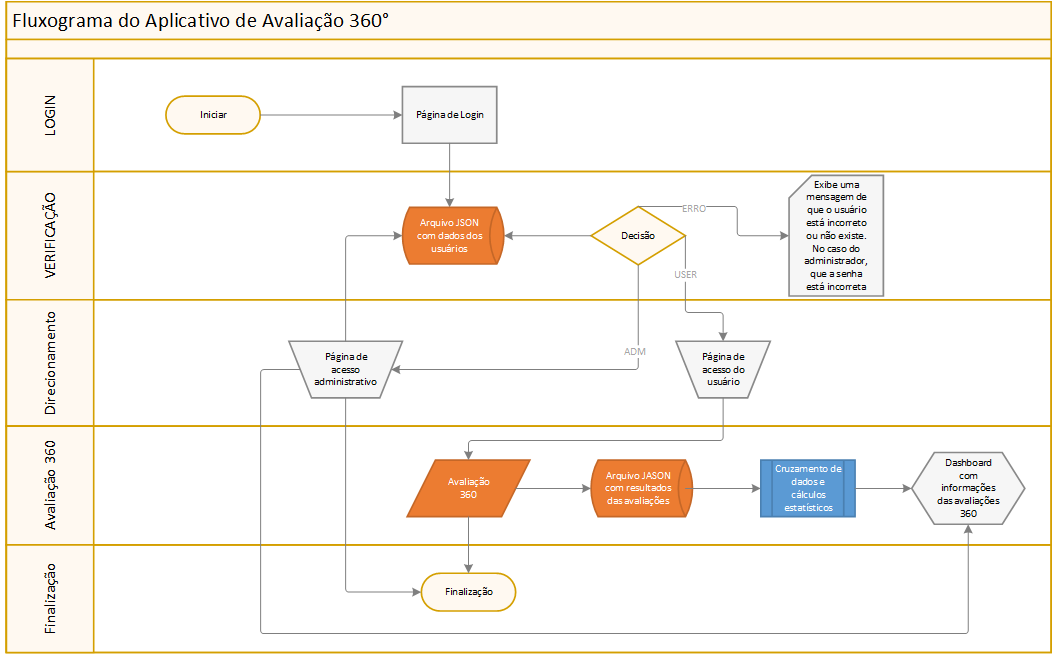 Fluxograma do Aplicativo de Avaliação 360°
LOGIN
Iniciar
Página de Login
VERIFICAÇÃO
Arquivo JSON
com dados dos
usuários
Decisão
ERRO
USER
Exibe uma
mensagem de
que o usuário
está incorreto
ou não existe.
No caso do
administrador,
que a senha
está incorreta
Direcionamento
Página de
acesso
administrativo
ADM
Página de
acesso do
usuário
Avaliação 360
Avaliação
360
Arquivo JASON
com resultados
das avaliações
Cruzamento de
dados e
cálculos
estatísticos
Dashboard
com
informações
das avaliações
360
Finalização
Finalização